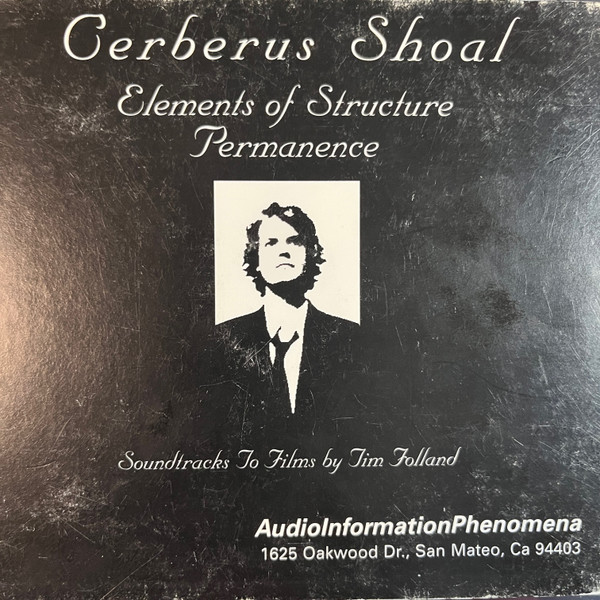 Cerberus Shoal
Elements of Structure
Permanence
Soundtracks To Films by Tim Folland
AudioInformationPhenomena
1625 Oakwood Dr., San Mateo, Ca 94403